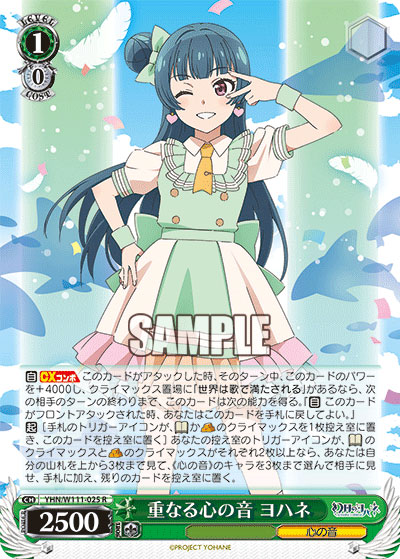 LEVEL
1
0
COST
SAMPLE
自 CXコンボ このカードがアタックした時、そのターン中、このカードのパワー
を+4000し、クライマックス置場に「世界は歌で満たされる」があるなら、次
の相手のターンの終わりまで、このカードは次の能力を得る。『自 この
カードがフロントアタックされた時、あなたはこのカードを手札に戻してよい。』
起 [手札のトリガーアイコンが、かのクライマックスを1枚控室に置
き、このカードを控室に置く] あなたの控室のトリガーアイコンが、の
クライマックスとのクライマックスがそれぞれ2枚以上なら、あなたは
自分の山札を上から3枚まで見て、《心の音》のキャラを3枚まで選んで相手に見
せ、手札に加え、残りのカードを控室に置く。
CH YHN/W111-025 R
2500
重なる心の音 ヨハネ
心の音
©PROJECT YOHANE